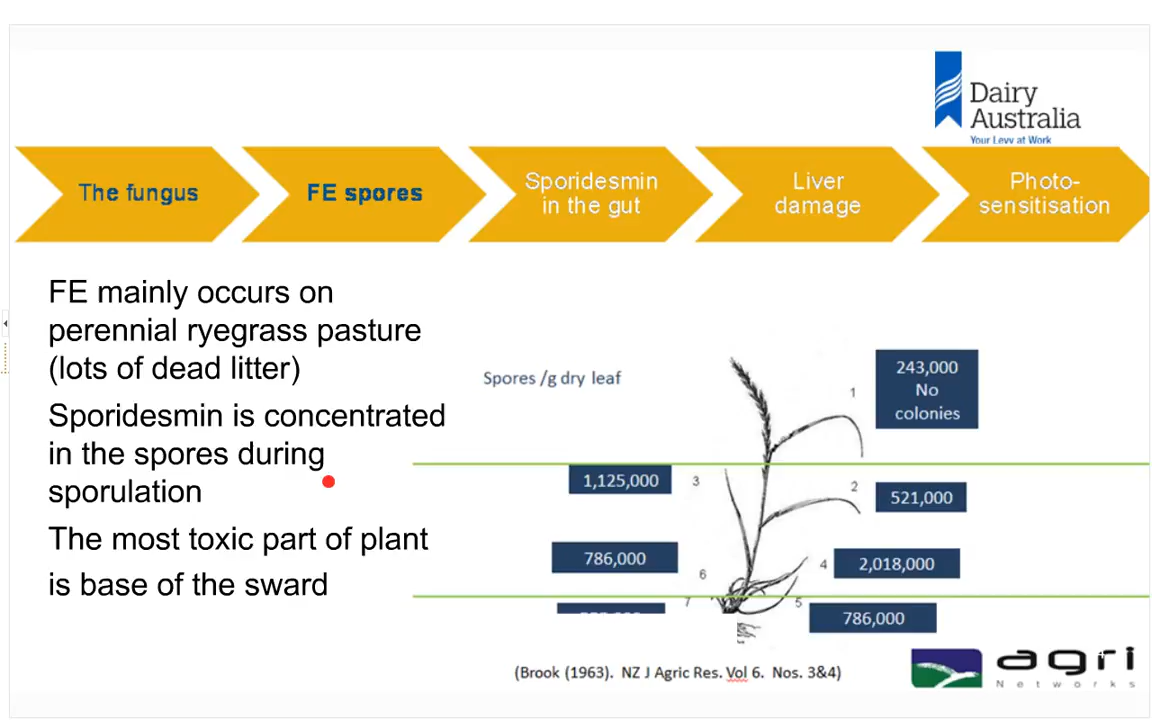 Dairy
Australia
Your Levy at Work
The fungus
FE spores
Sporidesmin
in the gut
Liver
damage
Photo-
sensitisation
FE mainly occurs on
perennial ryegrass pasture
(lots of dead litter)
Sporidesmin is concentrated
in the spores during
sporulation
The most toxic part of plant
is base of the sward
Spores /g dry leaf
1
243,000
No
colonies
1,125,000
3
2
521,000
786,000
6
4
2,018,000
7
5
786,000
(Brook (1963). NZ J Agric Res. Vol 6. Nos. 3&4)
agri
Networks